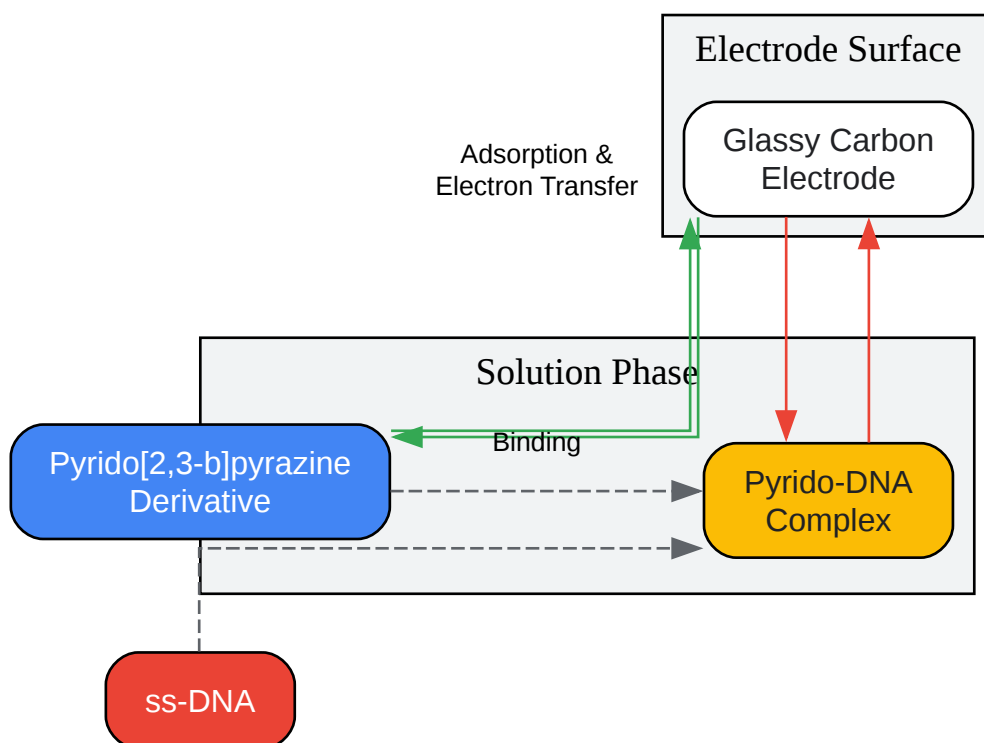 Electrode Surface
Glassy Carbon
Electrode
Adsorption &
Electron Transfer
Solution Phase
Binding
Pyrido[2,3-b]pyrazine
Derivative
Pyrido-DNA
Complex
ss-DNA